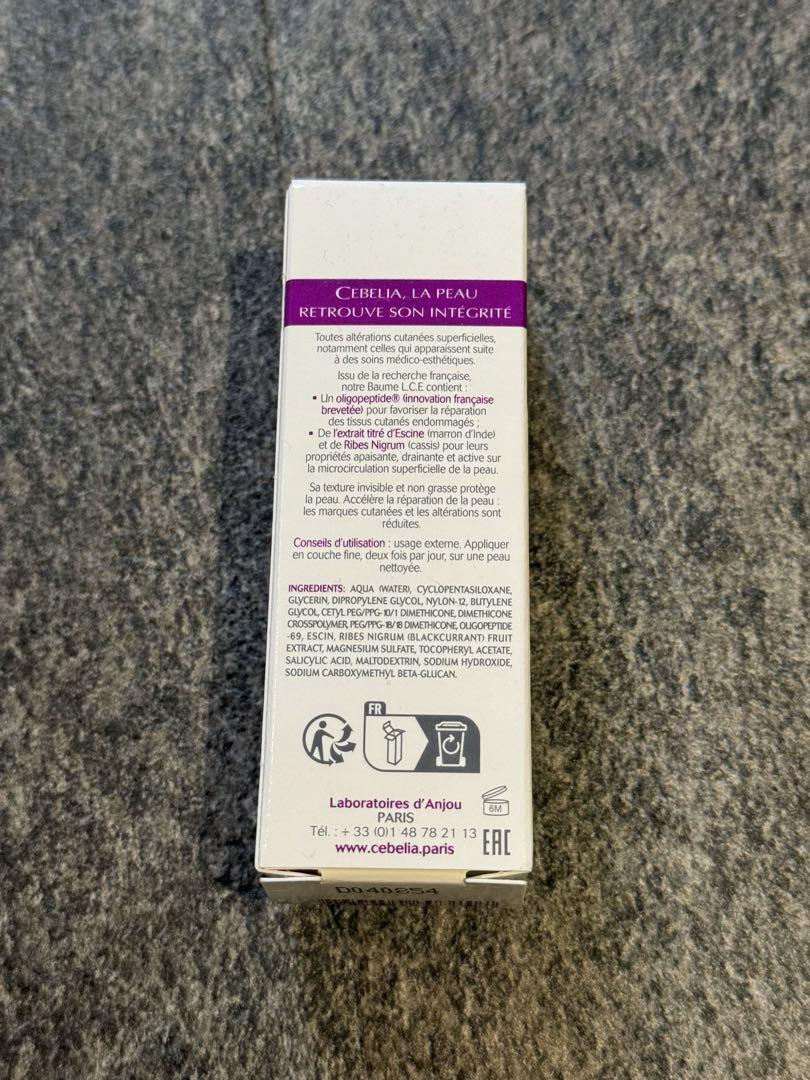 CEBELIA, LA PEAU
RETROUVE SON INTÉGRITÉ
Toutes altérations cutanées superficielles,
notamment celles qui apparaissent suite
à des soins médico-esthétiques.
Issu de la recherche française,
notre Baume L.C.E contient :
▪ Un oligopeptide® (innovation française
brevetée) pour favoriser la réparation
des tissus cutanés endommagés ;
▪ De l'extrait titré d'Escine (marron d'Inde)
et de Ribes Nigrum (cassis) pour leurs
propriétés apaisante, drainante et active sur
la microcirculation superficielle de la peau.
Sa texture invisible et non grasse protège
la peau. Accélère la réparation de la peau :
les marques cutanées et les altérations sont
réduites.
Conseils d'utilisation : usage externe. Appliquer
en couche fine, deux fois par jour, sur une peau
nettoyée.
INGREDIENTS: AQUA (WATER), CYCLOPENTASILOXANE,
GLYCERIN, DIPROPYLENE GLYCOL, NYLON-12, BUTYLENE
GLYCOL, CETYL PEG/PPG-10/1 DIMETHICONE, DIMETHICONE
CROSSPOLYMER, PEG/PPG-18/18 DIMETHICONE, OLIGOPEPTIDE
-69, ESCIN, RIBES NIGRUM (BLACKCURRANT) FRUIT
EXTRACT, MAGNESIUM SULFATE, TOCOPHERYL ACETATE,
SALICYLIC ACID, MALTODEXTRIN, SODIUM HYDROXIDE,
SODIUM CARBOXYMETHYL BETA-GLUCAN.
FR
Laboratoires d'Anjou
PARIS
6M
Tél. : + 33 (0)1 48 78 21 13
EAC
www.cebelia.paris
D040854